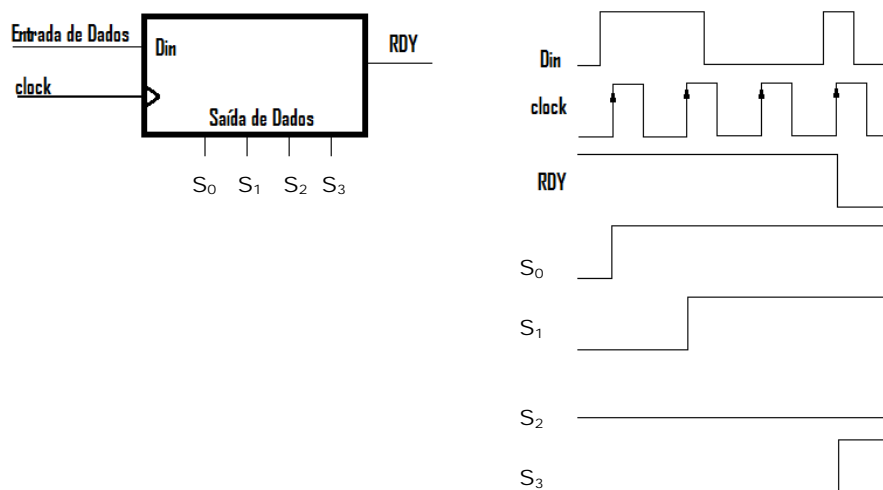 Entrada de Dados
Din
RDY
clock
Saída de Dados
S₀ S₁ S₂ S₃
Din
clock
RDY
S₀
S₁
S₂
S₃